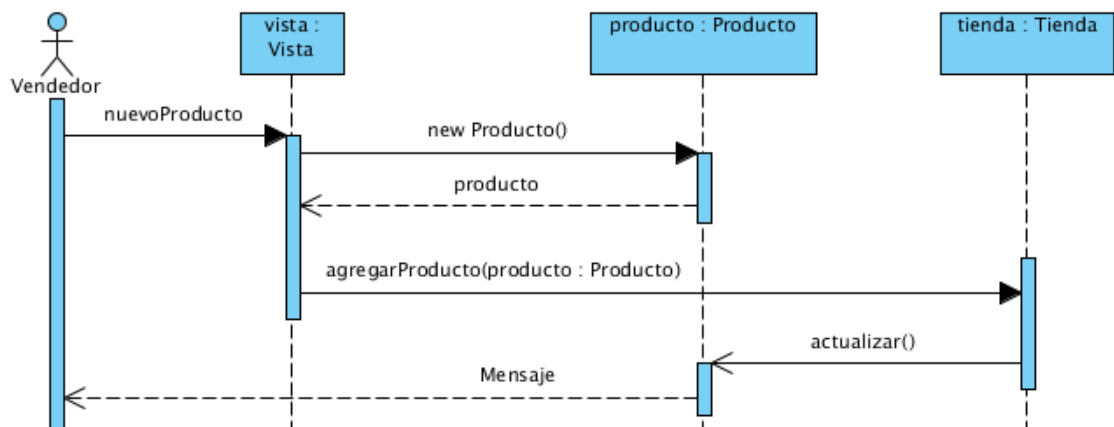 vista :
Vista
producto : Producto
tienda : Tienda
Vendedor
nuevoProducto
new Producto()
producto
agregarProducto(producto : Producto)
actualizar()
Mensaje